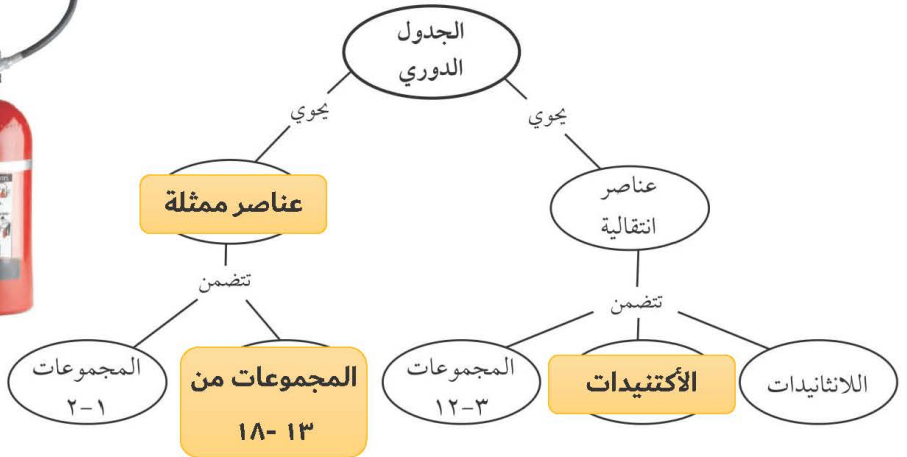 الجدول
الدوري
يحوي
يحوي
عناصر
انتقالية
عناصر ممثلة
تتضمن
تتضمن
اللانثانيدات
الأكتنيدات
المجموعات
٣-١٢
المجموعات من
١٣ -١٨
المجموعات
١-٢